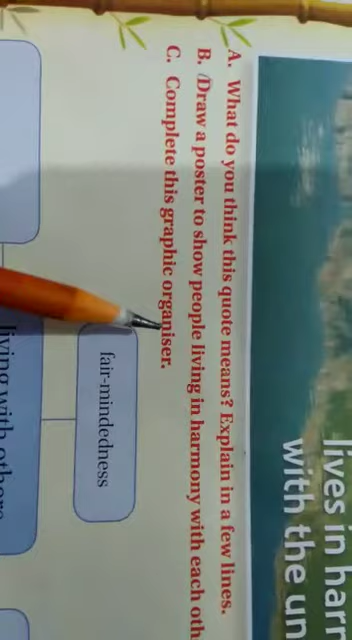 lives in harr
with the un
A. What do you think this quote means? Explain in a few lines.
B. Draw a poster to show people living in harmony with each oth
C. Complete this graphic organiser.
fair-mindedness
living with others